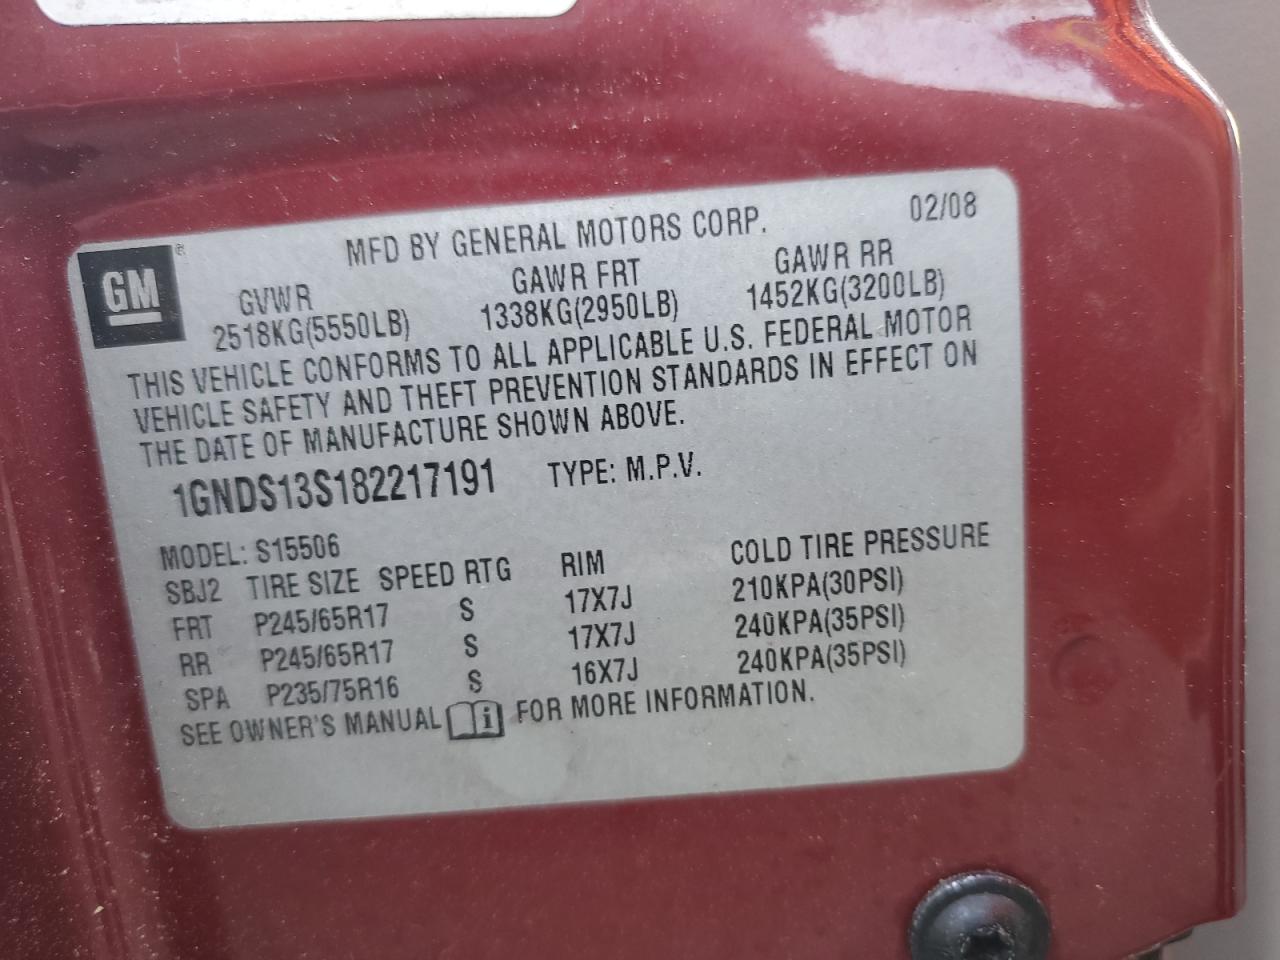 MFD BY GENERAL MOTORS CORP. 02/08
GM ®
GVWR GAWR FRT GAWR RR
2518KG(5550LB) 1338KG(2950LB) 1452KG(3200LB)
THIS VEHICLE CONFORMS TO ALL APPLICABLE U.S. FEDERAL MOTOR
VEHICLE SAFETY AND THEFT PREVENTION STANDARDS IN EFFECT ON
THE DATE OF MANUFACTURE SHOWN ABOVE.
1GNDS13S182217191 TYPE: M.P.V.
MODEL: S15506
SBJ2 TIRE SIZE SPEED RTG RIM COLD TIRE PRESSURE
FRT P245/65R17 S 17X7J 210KPA(30PSI)
RR P245/65R17 S 17X7J 240KPA(35PSI)
SPA P235/75R16 S 16X7J 240KPA(35PSI)
SEE OWNER'S MANUAL i FOR MORE INFORMATION.